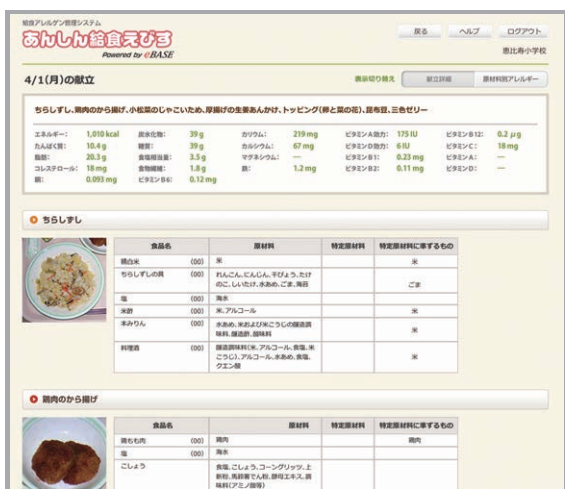 給食アレルゲン管理システム
あんしん給食えびす
Powered by eBASE
戻る ヘルプ ログアウト
恵比寿小学校
4/1(月)の献立
表示切り替え 献立詳細 原材料別アレルギー
ちらしずし、鶏肉のから揚げ、小松菜のじゃこいため、厚揚げの生姜あんかけ、トッピング(卵と菜の花)、昆布豆、三色ゼリー
エネルギー: 1,010 kcal 炭水化物: 39 g カリウム: 219 mg ビタミンA効力: 175 IU ビタミンB12: 0.2 μg
たんぱく質: 10.4 g 糖質: 39 g カルシウム: 67 mg ビタミンD効力: 6 IU ビタミンC: 18 mg
脂質: 20.3 g 食塩相当量: 3.5 g マグネシウム: — ビタミンB1: 0.23 mg ビタミンA: —
コレステロール: 18 mg 食物繊維: 1.8 g 鉄: 1.2 mg ビタミンB2: 0.11 mg ビタミンD: —
銅: 0.093 mg ビタミンB6: 0.12 mg
ちらしずし
食品名 原材料 特定原材料 特定原材料に準ずるもの
精白米 (00) 米 米
ちらしずしの具 (00) れんこん、にんじん、干ぴょう、たけ
のこ、しいたけ、水あめ、ごま、海苔 ごま
塩 (00) 海水
米酢 (00) 米、アルコール 米
本みりん (00) 水あめ、米および米こうじの醸造調
味料、醸造酢、酸味料 米
料理酒 (00) 醸造調味料(米、アルコール、食塩、米
こうじ)、アルコール、水あめ、食塩、
クエン酸 米
鶏肉のから揚げ
食品名 原材料 特定原材料 特定原材料に準ずるもの
鶏もも肉 (00) 鶏肉 鶏肉
塩 (00) 海水
こしょう (00) 食塩、こしょう、コーングリッツ、上
新粉、馬鈴薯でん粉、酵母エキス、調
味料(アミノ酸等)